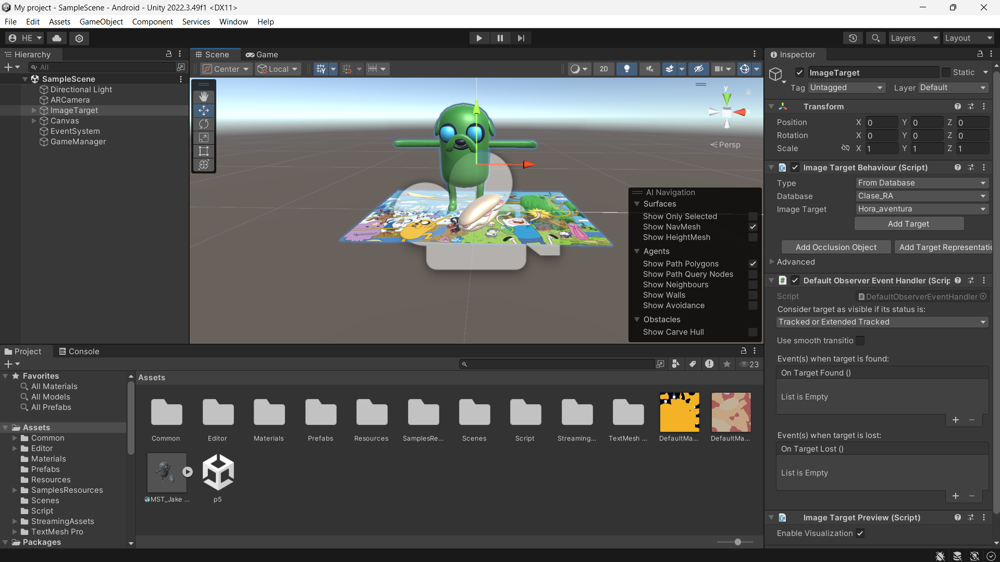 My project - SampleScene - Android - Unity 2022.3.49f1 <DX11>
File Edit Assets GameObject Component Services Window Help
HE
Layers
Layout
Hierarchy
All
SampleScene
Directional Light
ARCamera
ImageTarget
Canvas
EventSystem
GameManager
Scene
Game
Center
Local
2D
y
x
Persp
AI Navigation
Surfaces
Show Only Selected
Show NavMesh
Show HeightMesh
Agents
Show Path Polygons
Show Path Query Nodes
Show Neighbours
Show Walls
Show Avoidance
Obstacles
Show Carve Hull
Inspector
ImageTarget
Static
Tag Untagged Layer Default
Transform
Position X 0 Y 0 Z 0
Rotation X 0 Y 0 Z 0
Scale X 1 Y 1 Z 1
Image Target Behaviour (Script)
Type From Database
Database Clase_RA
Image Target Hora_aventura
Add Target
Add Occlusion Object Add Target Representatio
Advanced
Default Observer Event Handler (Scrip
Script DefaultObserverEventHandler
Consider target as visible if its status is:
Tracked or Extended Tracked
Use smooth transitio
Event(s) when target is found:
On Target Found ()
List is Empty
Event(s) when target is lost:
On Target Lost ()
List is Empty
Image Target Preview (Script)
Enable Visualization
Project
Console
23
Favorites
All Materials
All Models
All Prefabs
Assets
Common
Editor
Materials
Prefabs
Resources
SamplesResources
Scenes
Script
StreamingAssets
TextMesh Pro
Packages
Assets
Common Editor Materials Prefabs Resources SamplesRe... Scenes Script Streaming... TextMesh ... DefaultMa... DefaultMa...
MST_Jake ... p5